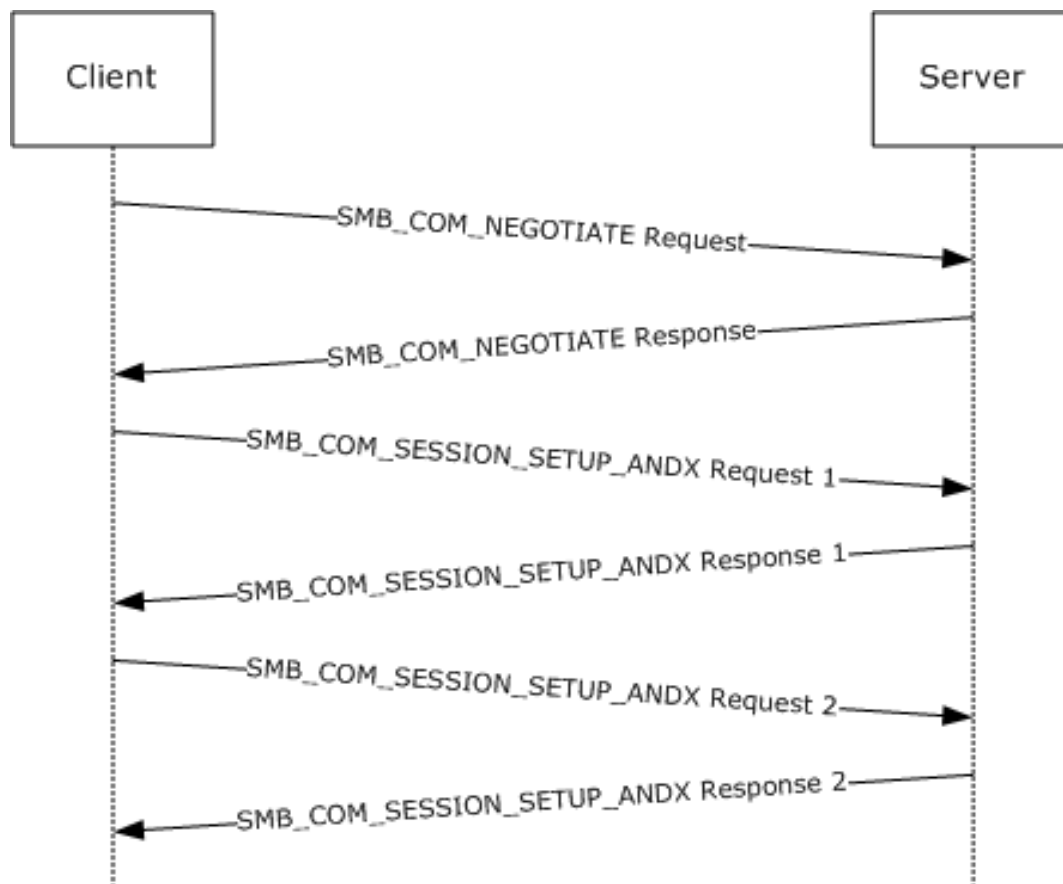 Client
Server
SMB_COM_NEGOTIATE Request
SMB_COM_NEGOTIATE Response
SMB_COM_SESSION_SETUP_ANDX Request 1
SMB_COM_SESSION_SETUP_ANDX Response 1
SMB_COM_SESSION_SETUP_ANDX Request 2
SMB_COM_SESSION_SETUP_ANDX Response 2